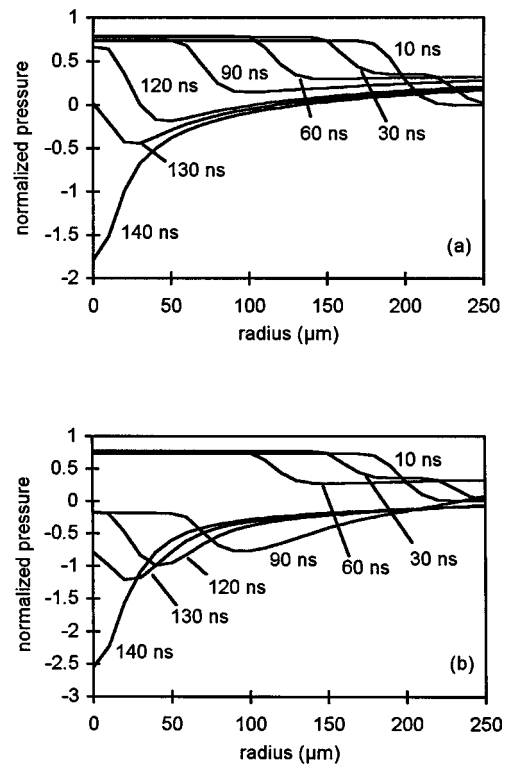 1
0.5
0
-0.5
-1
-1.5
-2
normalized pressure
10 ns
90 ns
120 ns
60 ns
30 ns
130 ns
140 ns
(a)
0 50 100 150 200 250
radius (µm)
1
0.5
0
-0.5
-1
-1.5
-2
-2.5
-3
normalized pressure
10 ns
90 ns
60 ns
30 ns
120 ns
130 ns
140 ns
(b)
0 50 100 150 200 250
radius (µm)